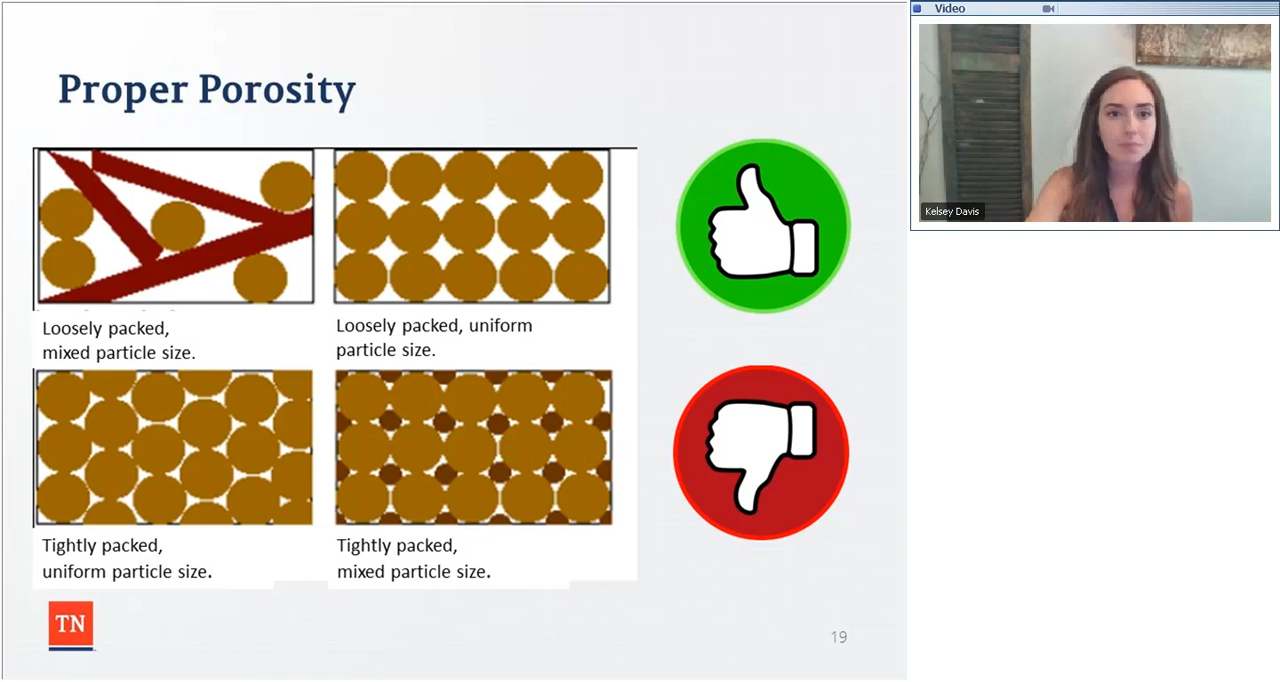 Proper Porosity
Loosely packed,
mixed particle size.
Loosely packed, uniform
particle size.
Tightly packed,
uniform particle size.
Tightly packed,
mixed particle size.
TN
19
Video
Kelsey Davis